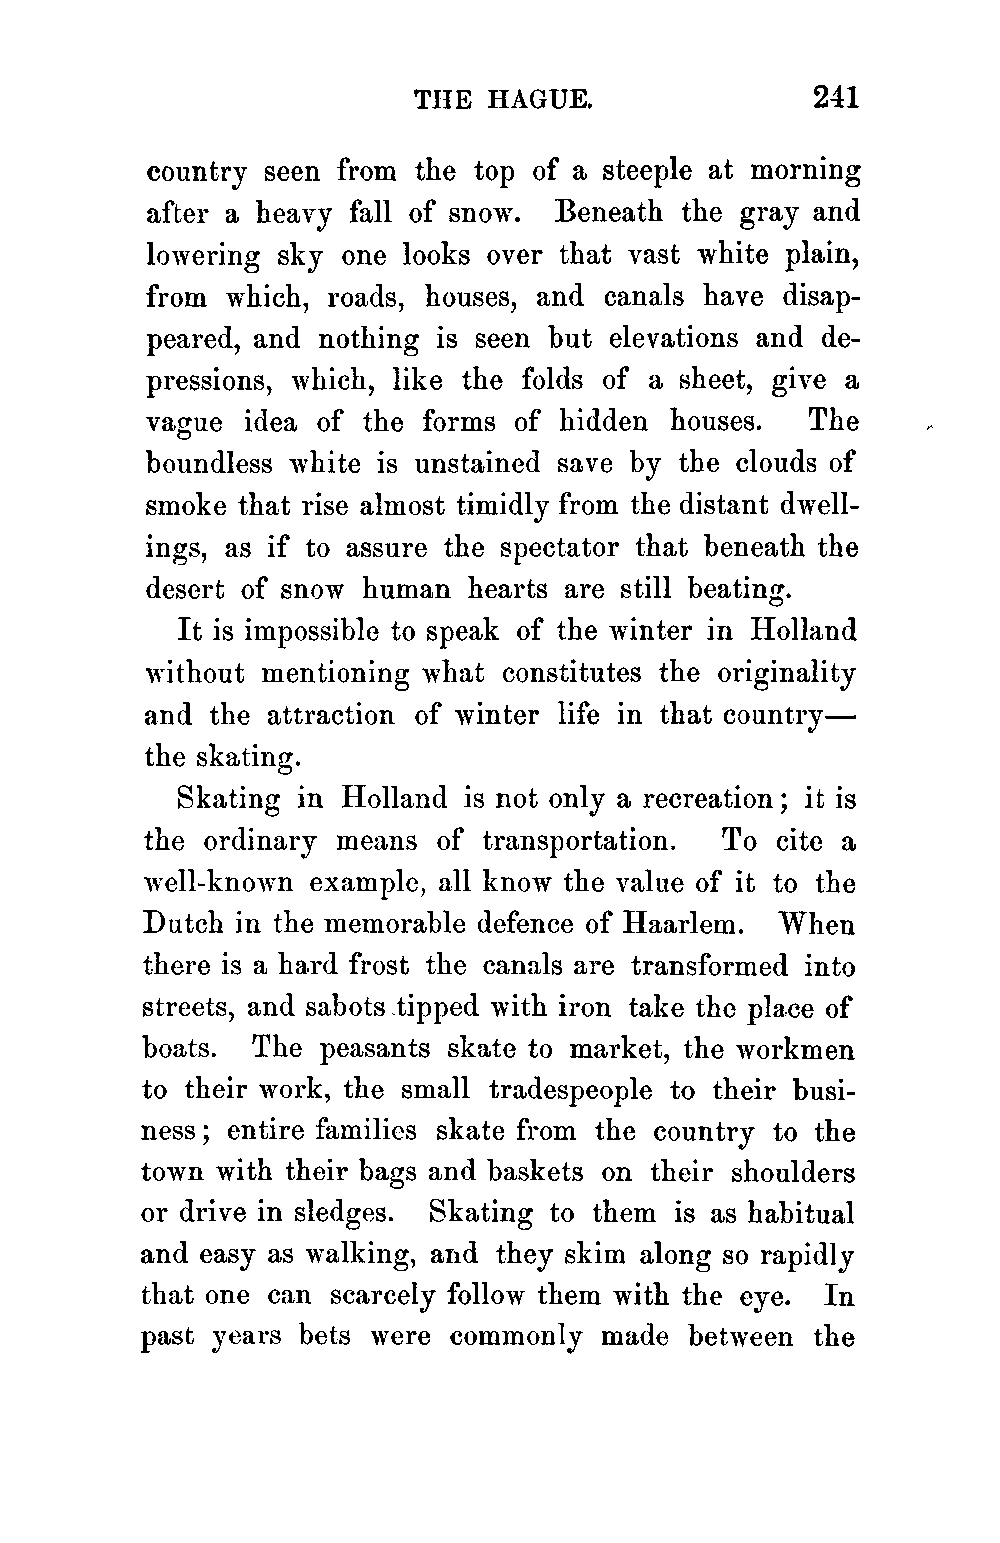 THE HAGUE. 241
country seen from the top of a steeple at morning
after a heavy fall of snow. Beneath the gray and
lowering sky one looks over that vast white plain,
from which, roads, houses, and canals have disap-
peared, and nothing is seen but elevations and de-
pressions, which, like the folds of a sheet, give a
vague idea of the forms of hidden houses. The
boundless white is unstained save by the clouds of
smoke that rise almost timidly from the distant dwell-
ings, as if to assure the spectator that beneath the
desert of snow human hearts are still beating.
It is impossible to speak of the winter in Holland
without mentioning what constitutes the originality
and the attraction of winter life in that country—
the skating.
Skating in Holland is not only a recreation; it is
the ordinary means of transportation. To cite a
well-known example, all know the value of it to the
Dutch in the memorable defence of Haarlem. When
there is a hard frost the canals are transformed into
streets, and sabots tipped with iron take the place of
boats. The peasants skate to market, the workmen
to their work, the small tradespeople to their busi-
ness; entire families skate from the country to the
town with their bags and baskets on their shoulders
or drive in sledges. Skating to them is as habitual
and easy as walking, and they skim along so rapidly
that one can scarcely follow them with the eye. In
past years bets were commonly made between the